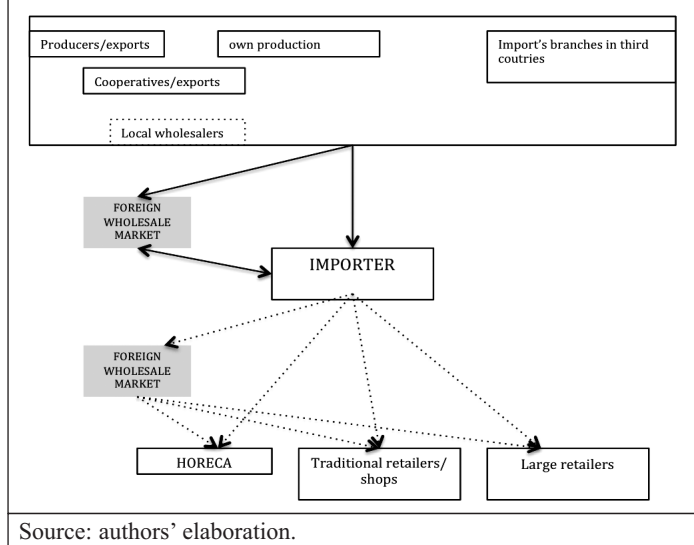 Producers/exports
own production
Import's branches in third
coutries
Cooperatives/exports
Local wholesalers
FOREIGN
WHOLESALE
MARKET
IMPORTER
FOREIGN
WHOLESALE
MARKET
HORECA
Traditional retailers/
shops
Large retailers
Source: authors' elaboration.